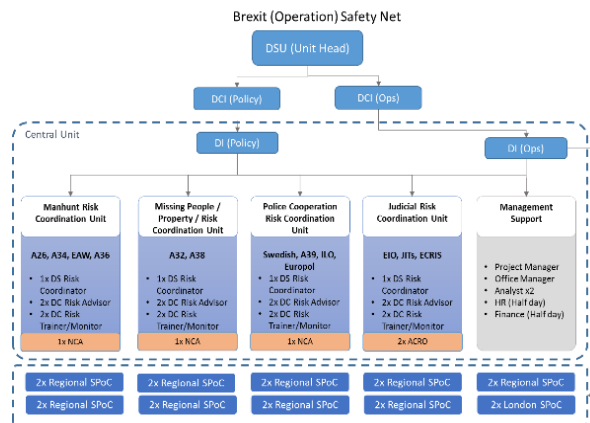 Brexit (Operation) Safety Net
DSU (Unit Head)
DCI (Policy)
DCI (Ops)
Central Unit
DI (Policy)
DI (Ops)
Manhunt Risk
Coordination Unit
A26, A34, EAW, A36
• 1x DS Risk
Coordinator
• 2x DC Risk Advisor
• 2x DC Risk
Trainer/Monitor
1x NCA
Missing People /
Property / Risk
Coordination Unit
A32, A38
• 1x DS Risk
Coordinator
• 2x DC Risk Advisor
• 2x DC Risk
Trainer/Monitor
1x NCA
Police Cooperation
Risk Coordination
Unit
Swedish, A39, ILO,
Europol
• 1x DS Risk
Coordinator
• 2x DC Risk Advisor
• 2x DC Risk
Trainer/Monitor
1x NCA
Judicial Risk
Coordination Unit
EIO, JITs, ECRIS
• 1x DS Risk
Coordinator
• 2x DC Risk Advisor
• 2x DC Risk
Trainer/Monitor
2x ACRO
Management
Support
• Project Manager
• Office Manager
• Analyst x2
• HR (Half day)
• Finance (Half day)
2x Regional SPoC
2x Regional SPoC
2x Regional SPoC
2x Regional SPoC
2x Regional SPoC
2x Regional SPoC
2x Regional SPoC
2x Regional SPoC
2x Regional SPoC
2x London SPoC